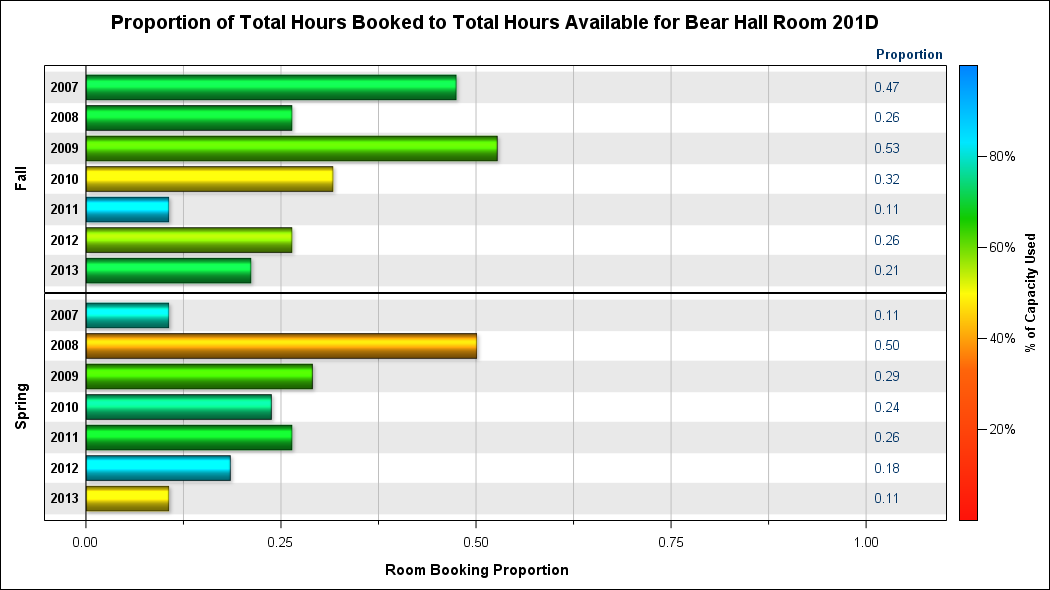 Proportion of Total Hours Booked to Total Hours Available for Bear Hall Room 201D
Proportion
Fall
2007 0.47
2008 0.26
2009 0.53
2010 0.32
2011 0.11
2012 0.26
2013 0.21
Spring
2007 0.11
2008 0.50
2009 0.29
2010 0.24
2011 0.26
2012 0.18
2013 0.11
0.00 0.25 0.50 0.75 1.00
Room Booking Proportion
80%
60%
40%
20%
% of Capacity Used